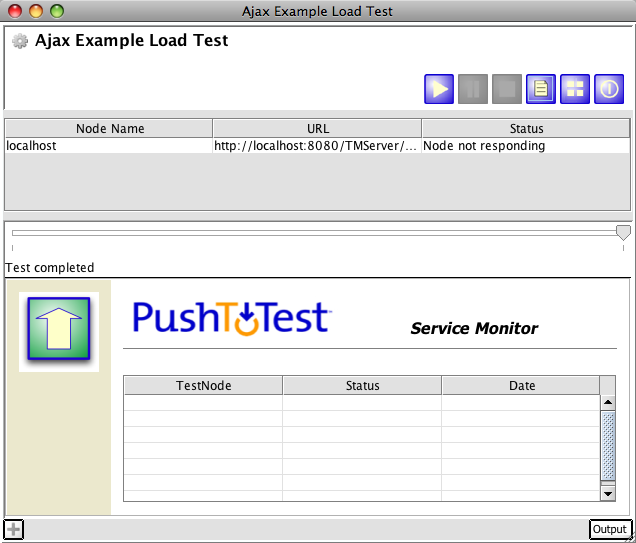 Ajax Example Load Test
Ajax Example Load Test
Node Name URL Status
localhost http://localhost:8080/TMServer/... Node not responding
Test completed
PushToTest
Service Monitor
TestNode Status Date
Output